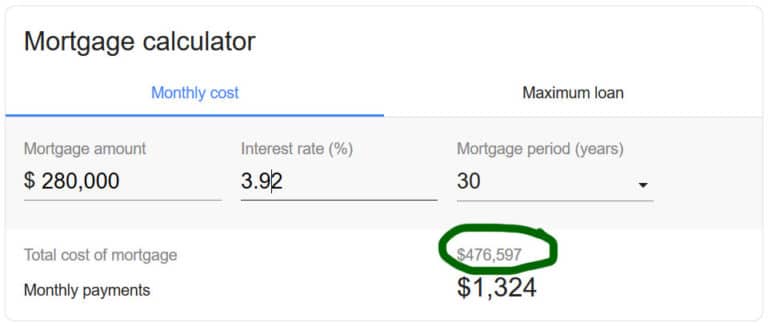 Mortgage calculator
Monthly cost Maximum loan
Mortgage amount Interest rate (%) Mortgage period (years)
$ 280,000 3.92 30
Total cost of mortgage $476,597
Monthly payments $1,324